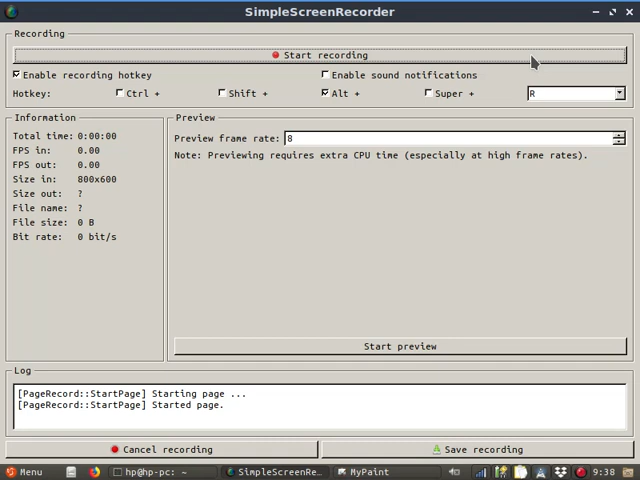 SimpleScreenRecorder
Recording
Start recording
Enable recording hotkey
Enable sound notifications
Hotkey:
Ctrl +
Shift +
Alt +
Super +
R
Information
Total time: 0:00:00
FPS in: 0.00
FPS out: 0.00
Size in: 800x600
Size out: ?
File name: ?
File size: 0 B
Bit rate: 0 bit/s
Preview
Preview frame rate: 8
Note: Previewing requires extra CPU time (especially at high frame rates).
Start preview
Log
[PageRecord::StartPage] Starting page ...
[PageRecord::StartPage] Started page.
Cancel recording
Save recording
Menu
hp@hp-pc: ~
SimpleScreenRe...
MyPaint
9:38